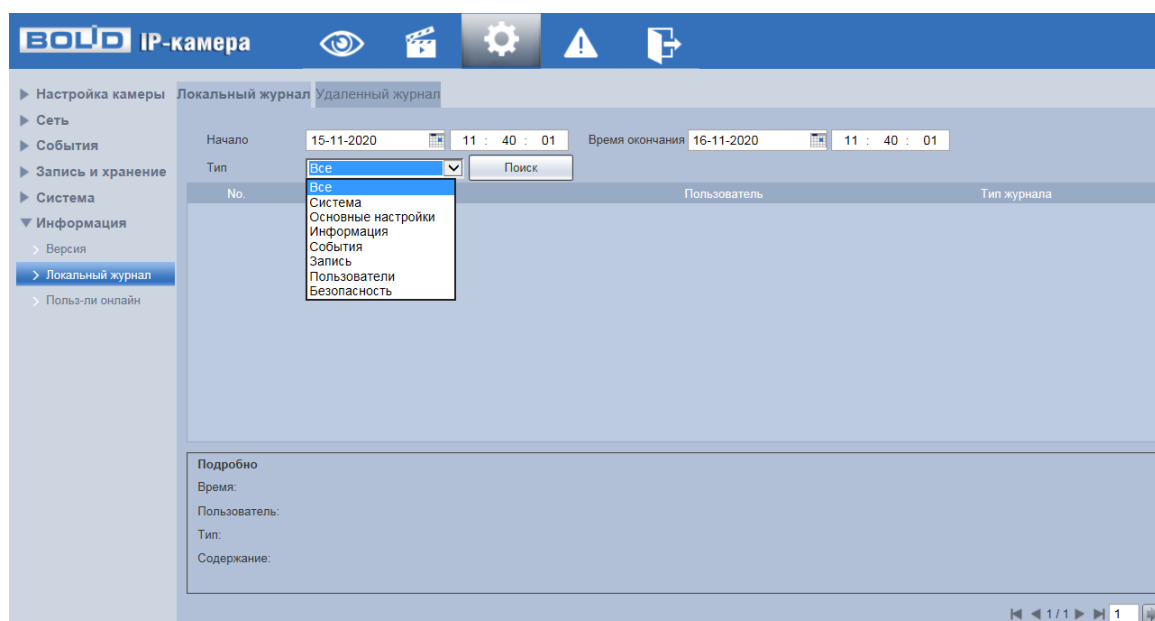 BOLID IP-камера
Настройка камеры
Сеть
События
Запись и хранение
Система
Информация
Версия
Локальный журнал
Польз-ли онлайн
Локальный журнал Удаленный журнал
Начало 15-11-2020 11 : 40 : 01 Время окончания 16-11-2020 11 : 40 : 01
Тип Все Поиск
No. Пользователь Тип журнала
Все
Система
Основные настройки
Информация
События
Запись
Пользователи
Безопасность
Подробно
Время:
Пользователь:
Тип:
Содержание:
1 / 1 1